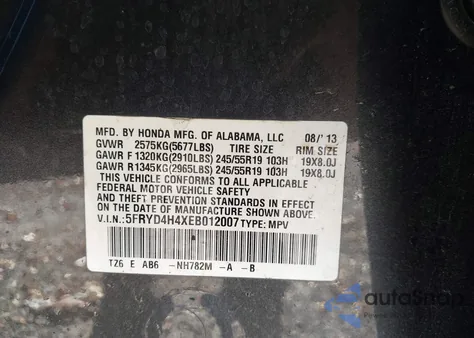 MFD. BY HONDA MFG. OF ALABAMA, LLC 08/'13
GVWR 2575KG(5677LBS) TIRE SIZE RIM SIZE
GAWR F 1320KG(2910LBS) 245/55R19 103H 19X8.0J
GAWR R1345KG(2965LBS) 245/55R19 103H 19X8.0J
THIS VEHICLE CONFORMS TO ALL APPLICABLE
FEDERAL MOTOR VEHICLE SAFETY
AND THEFT PREVENTION STANDARDS IN EFFECT
ON THE DATE OF MANUFACTURE SHOWN ABOVE.
V.I.N.:5FRYD4H4XEB012007 TYPE: MPV
TZ6 E AB6 -NH782M -A -B
autoSnap
Powered by